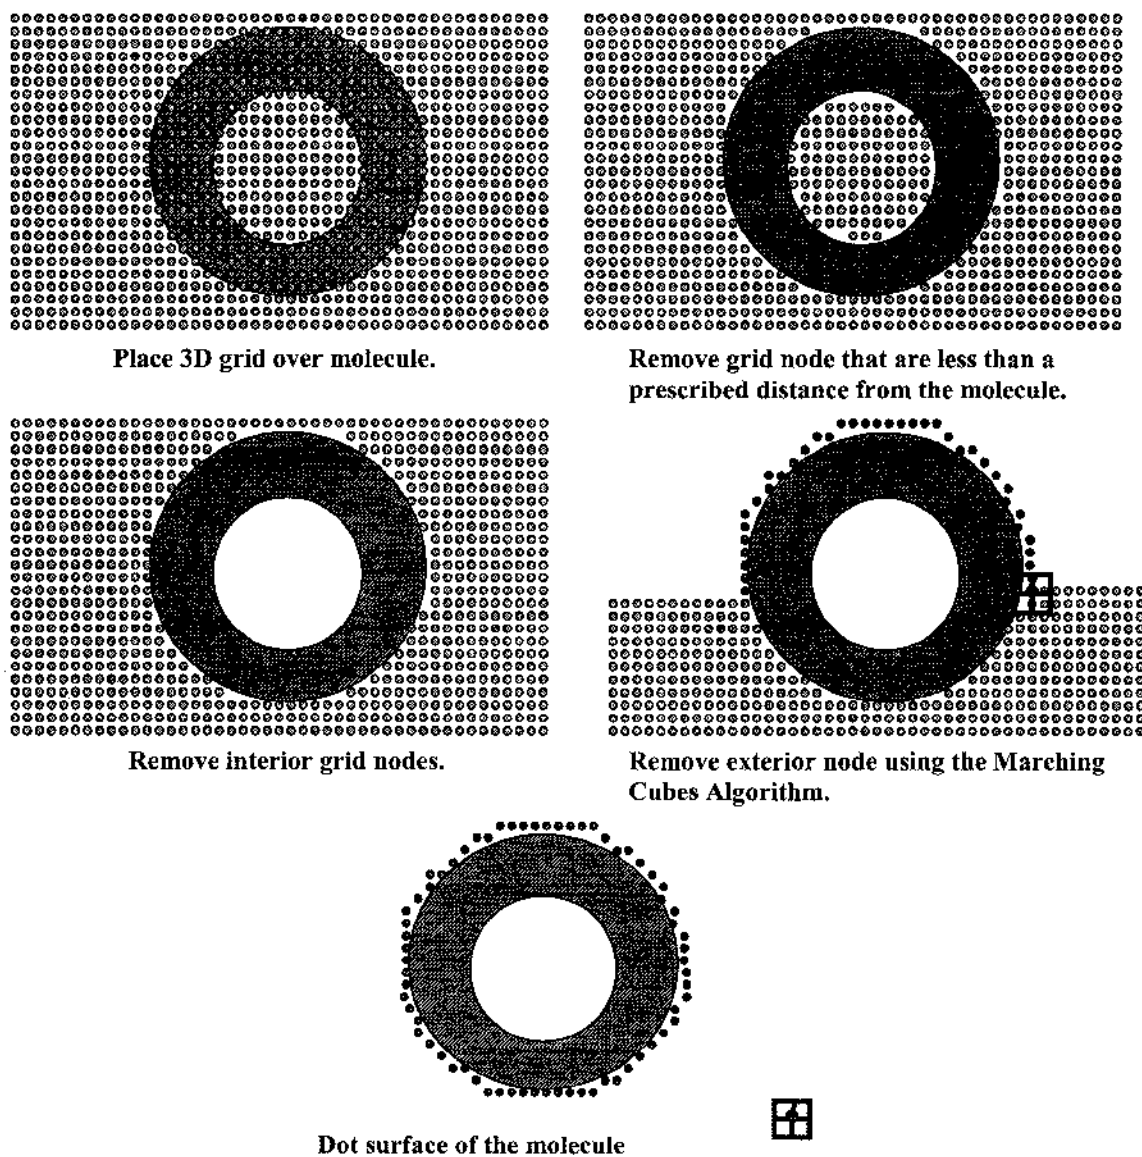 Place 3D grid over molecule.
Remove grid node that are less than a
prescribed distance from the molecule.
Remove interior grid nodes.
Remove exterior node using the Marching
Cubes Algorithm.
Dot surface of the molecule